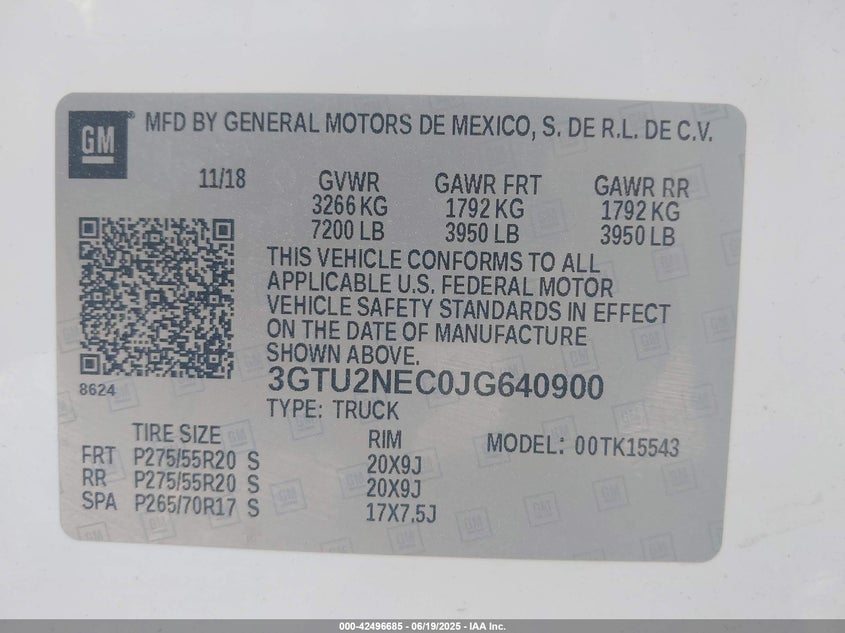 GM® MFD BY GENERAL MOTORS DE MEXICO, S. DE R.L. DE C.V.
11/18 GVWR GAWR FRT GAWR RR
3266 KG 1792 KG 1792 KG
7200 LB 3950 LB 3950 LB
THIS VEHICLE CONFORMS TO ALL
APPLICABLE U.S. FEDERAL MOTOR
VEHICLE SAFETY STANDARDS IN EFFECT
ON THE DATE OF MANUFACTURE
SHOWN ABOVE.
8624
3GTU2NEC0JG640900
TYPE: TRUCK
TIRE SIZE RIM MODEL: 00TK15543
FRT P275/55R20 S 20X9J
RR P275/55R20 S 20X9J
SPA P265/70R17 S 17X7.5J
000-42496685 - 06/19/2025 - IAA Inc.